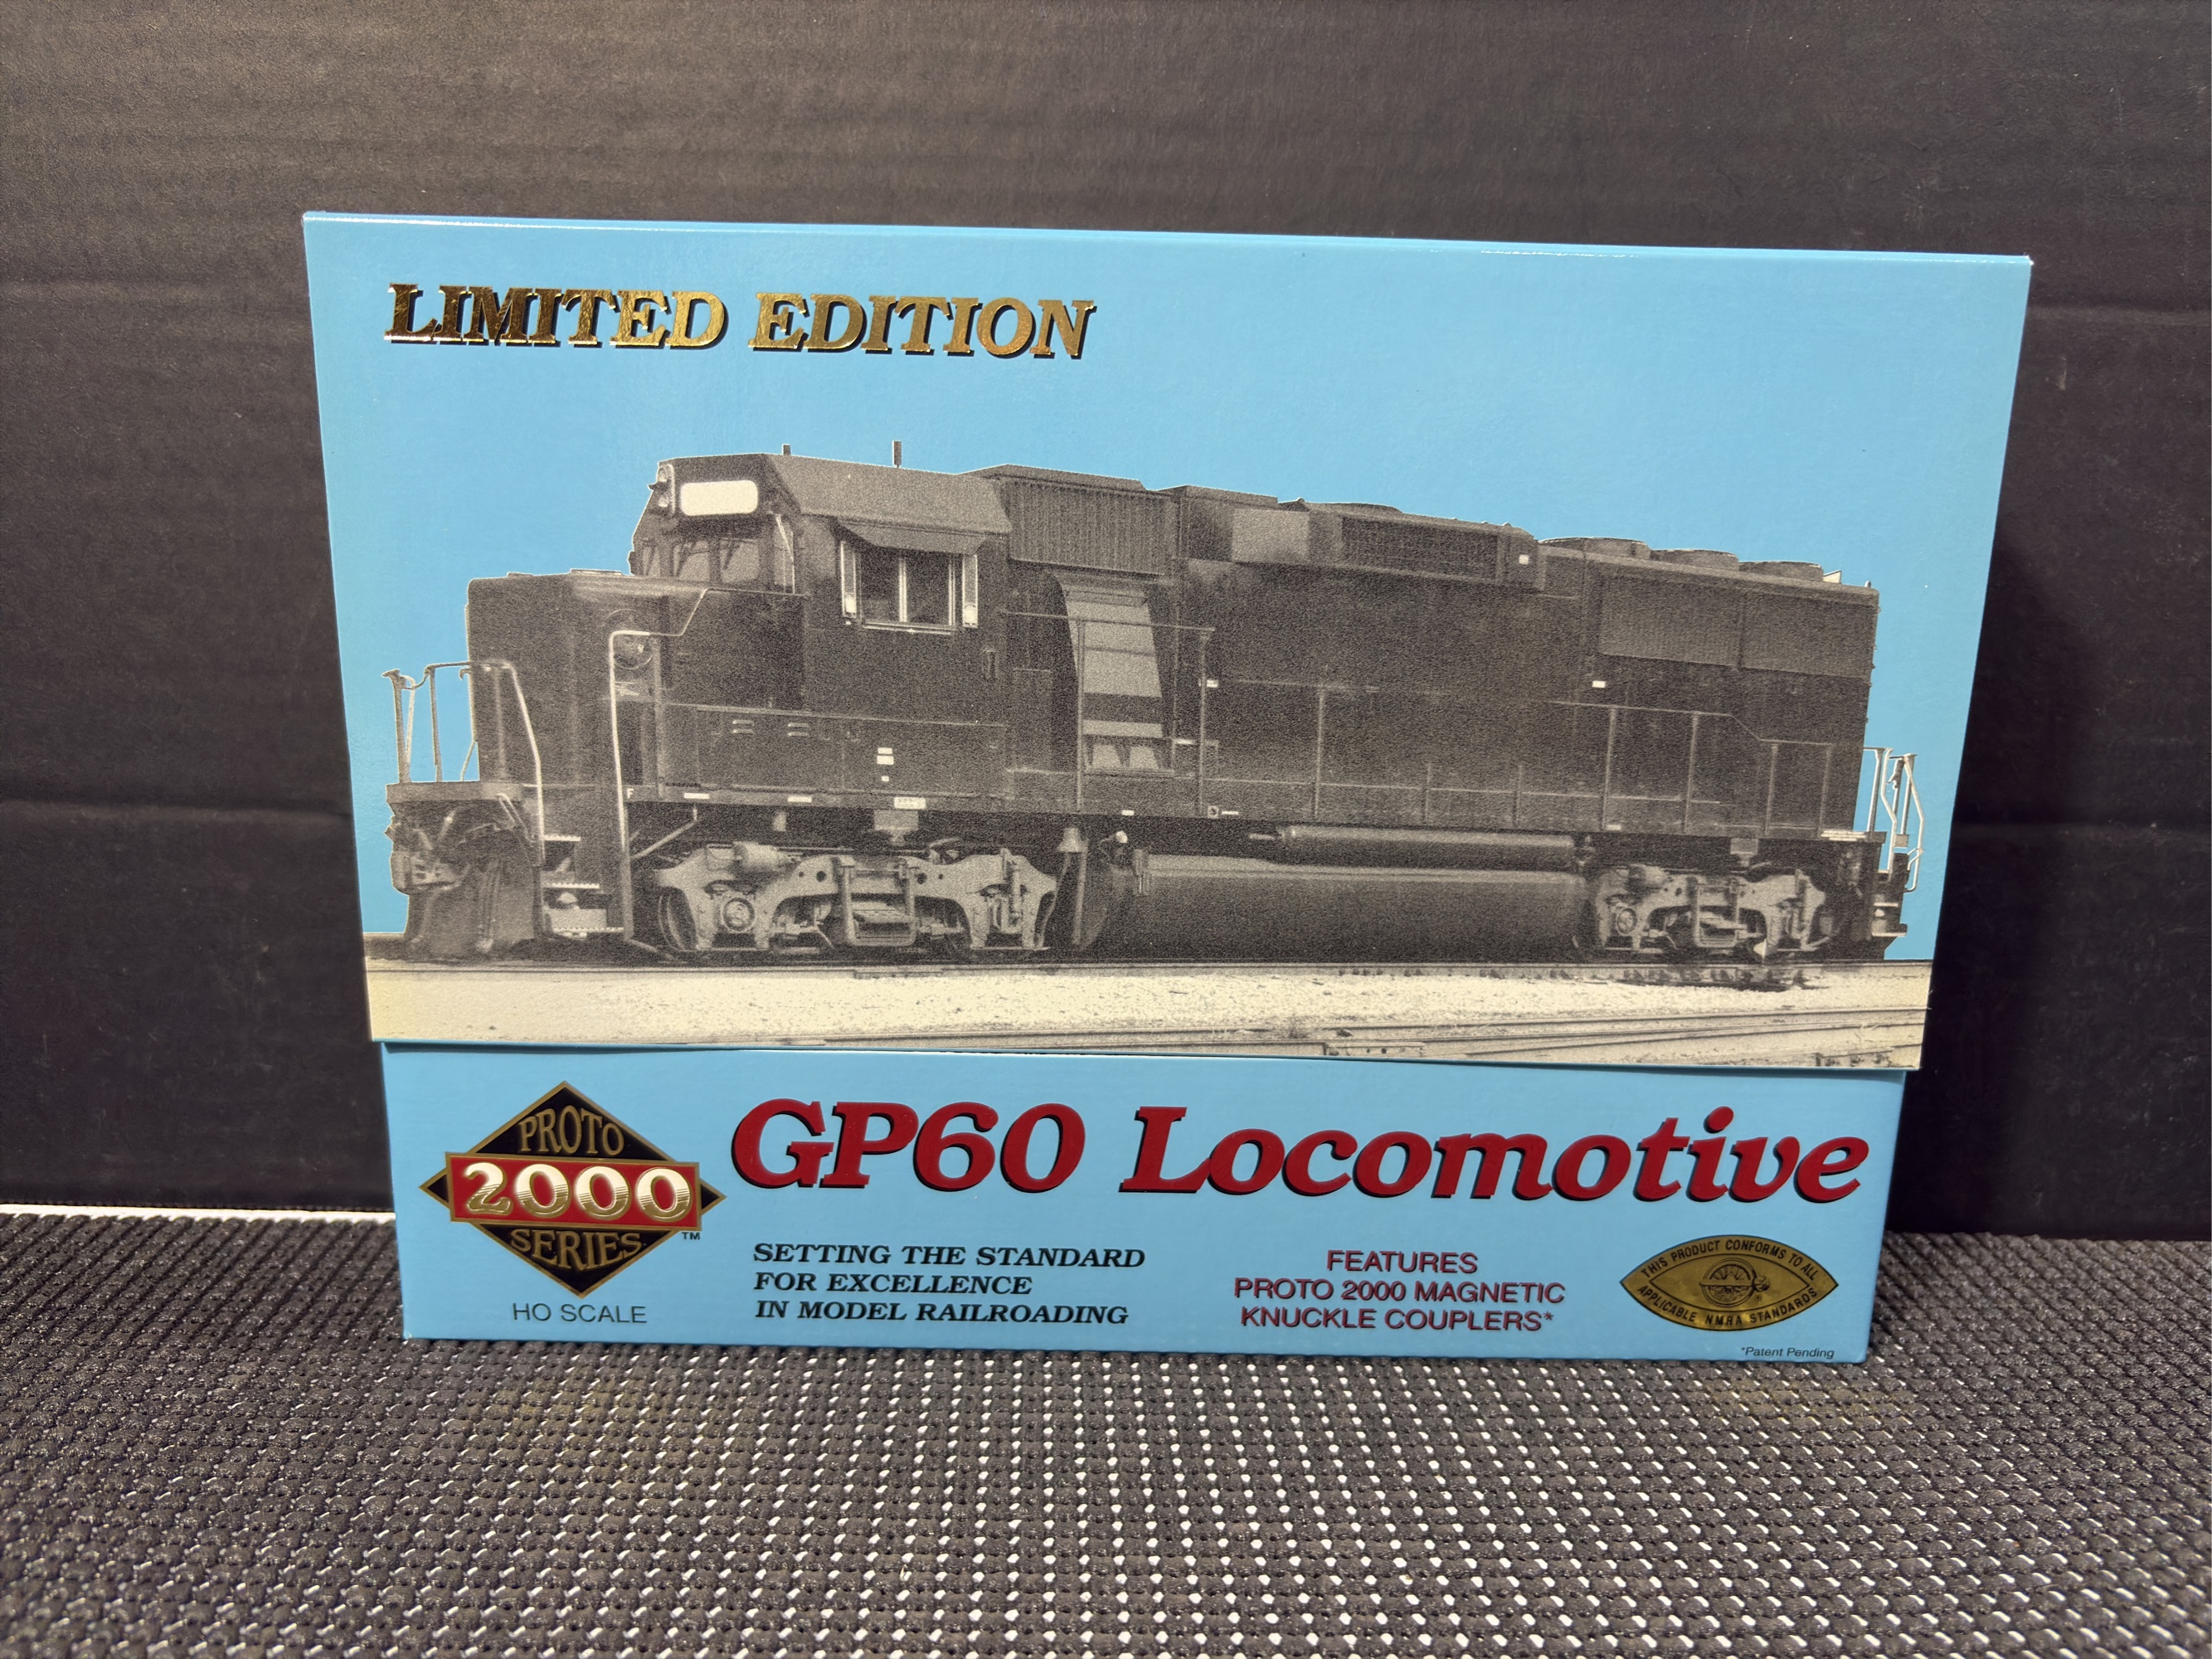 LIMITED EDITION
F
PROTO
2000
SERIES
TM
HO SCALE
GP60 Locomotive
SETTING THE STANDARD
FOR EXCELLENCE
IN MODEL RAILROADING
FEATURES
PROTO 2000 MAGNETIC
KNUCKLE COUPLERS*
THIS PRODUCT CONFORMS TO ALL
APPLICABLE NMRA STANDARDS
*Patent Pending